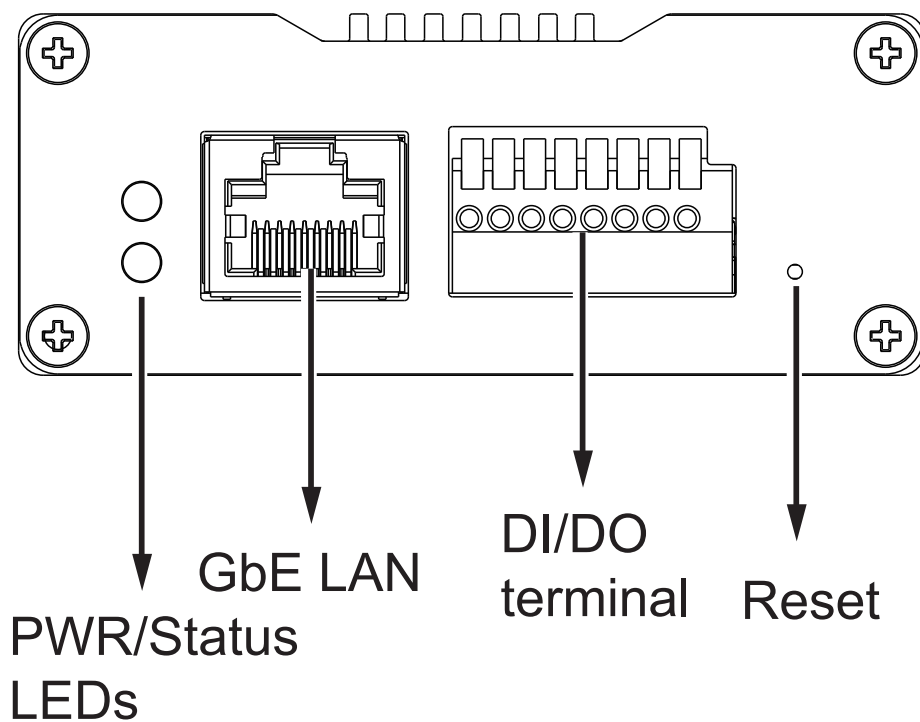 GbE LAN
DI/DO
terminal
Reset
PWR/Status
LEDs